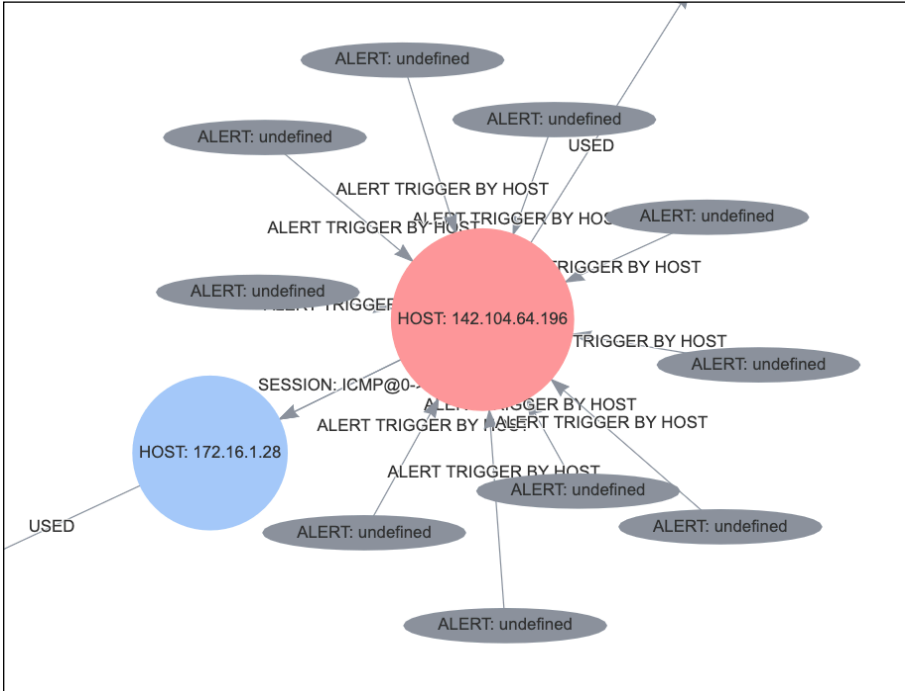 ALERT: undefined
ALERT: undefined
ALERT: undefined
USED
ALERT TRIGGER BY HOST
ALERT: undefined
ALERT TRIGGER BY HOS
ALERT TRIGGER BY HOST
TRIGGER BY HOST
ALERT: undefined
ALERT TRIGGER
HOST: 142.104.64.196
TRIGGER BY HOST
ALERT: undefined
SESSION: ICMP@0->
ALERT TRIGGER BY HOST
ALERT TRIGGER BY HOST
ALERT TRIGGER BY HOST
HOST: 172.16.1.28
ALERT TRIGGER BY HOST
ALERT: undefined
USED
ALERT: undefined
ALERT: undefined
ALERT: undefined